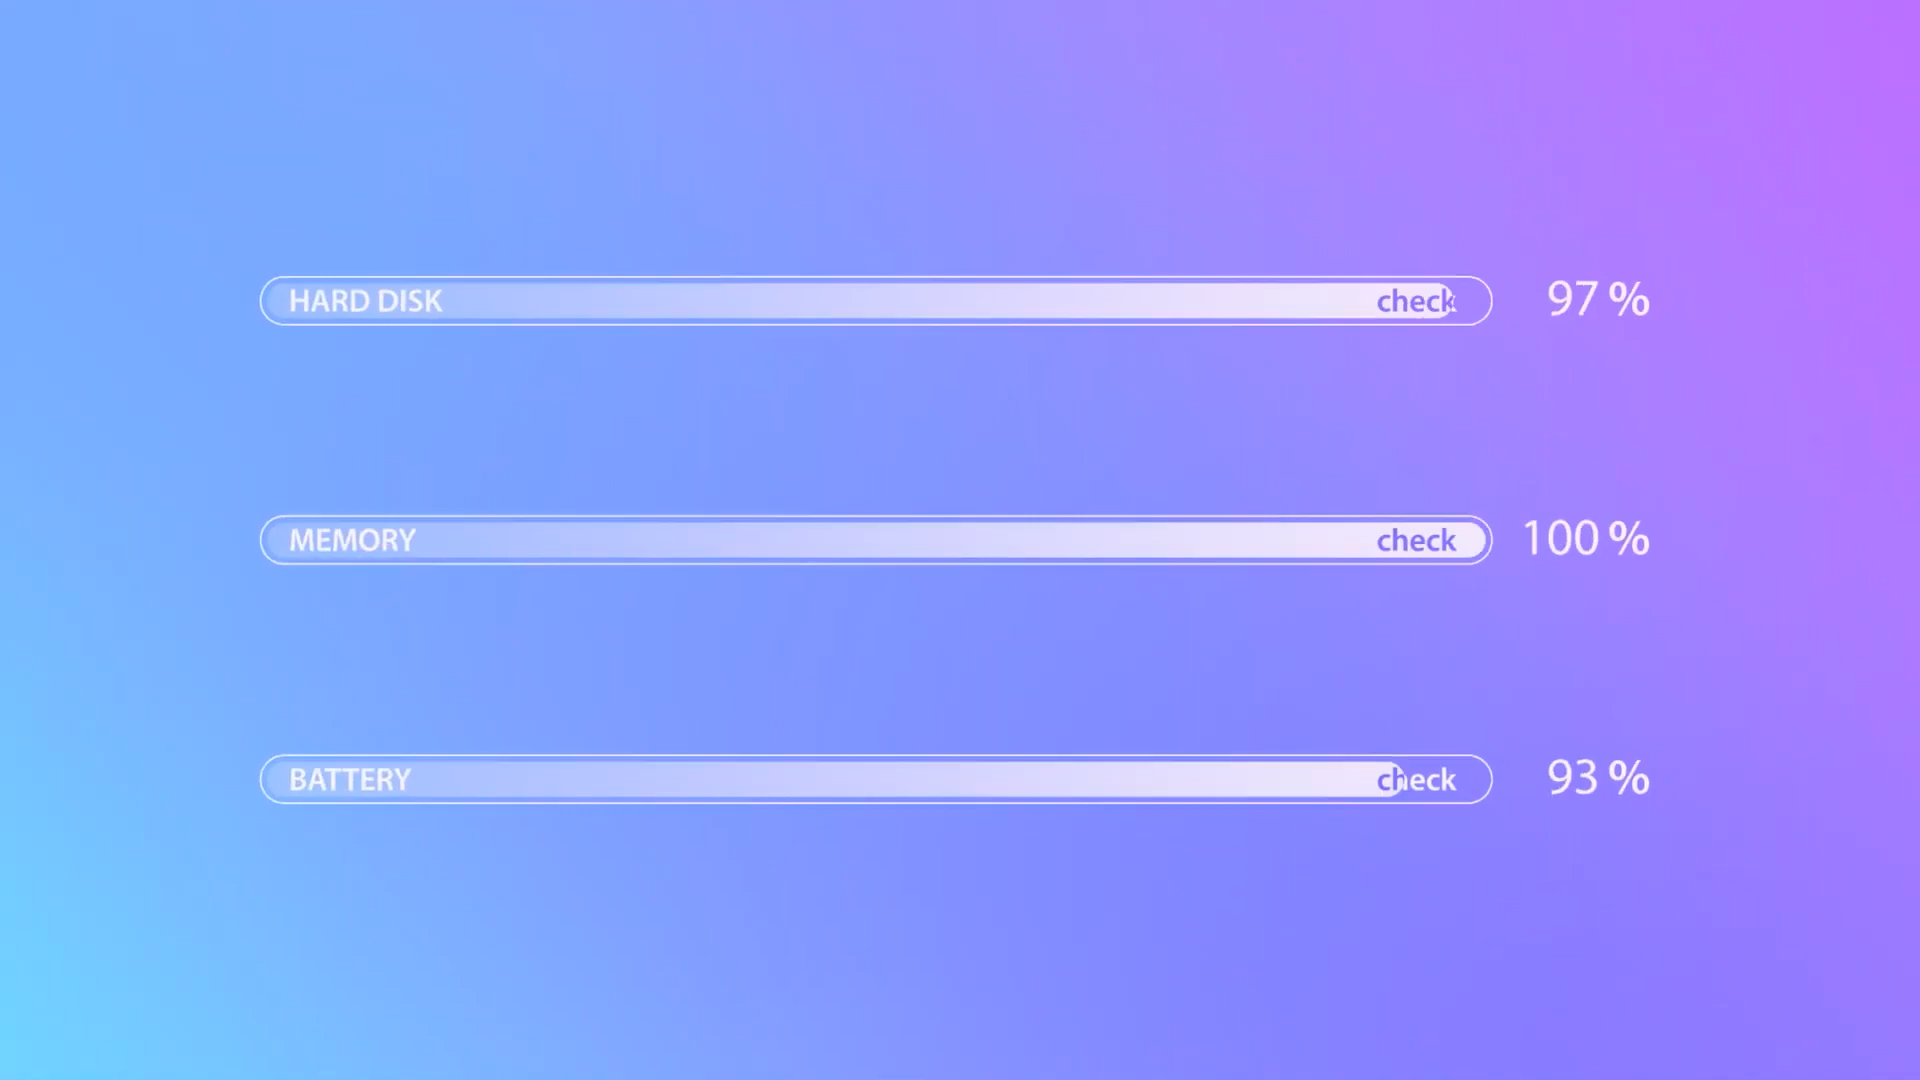 HARD DISK check 97 %
MEMORY check 100 %
BATTERY check 93 %